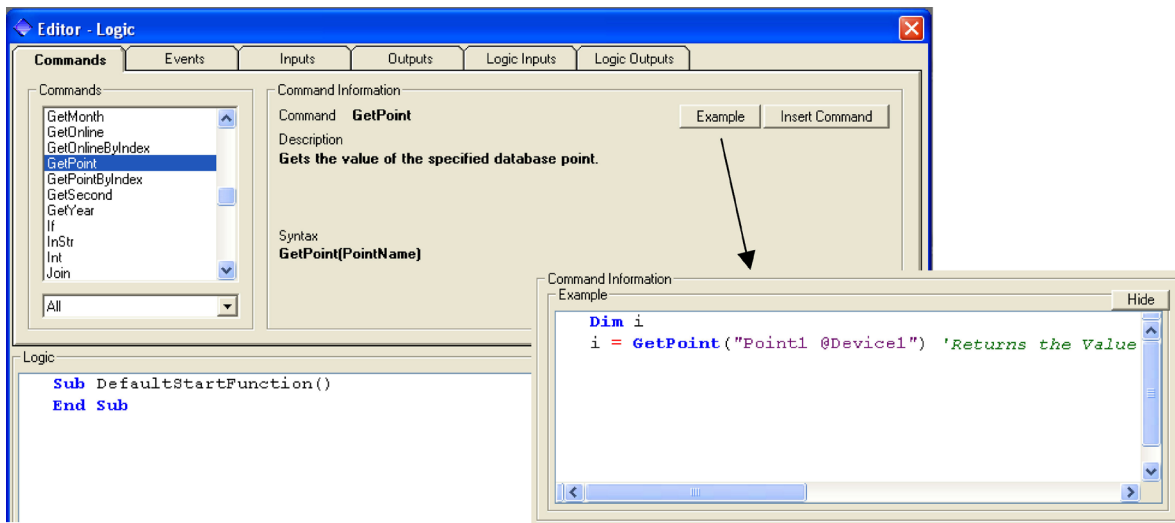 Editor - Logic
Commands Events Inputs Outputs Logic Inputs Logic Outputs
Commands
GetMonth
GetOnline
GetOnlineByIndex
GetPoint
GetPointByIndex
GetSecond
GetYear
If
InStr
Int
Join
All
Command Information
Command GetPoint
Example Insert Command
Description
Gets the value of the specified database point.
Syntax
GetPoint(PointName)
Logic
Sub DefaultStartFunction()
End Sub
Command Information
Example
Hide
Dim i
i = GetPoint("Point1 @Device1") 'Returns the Value